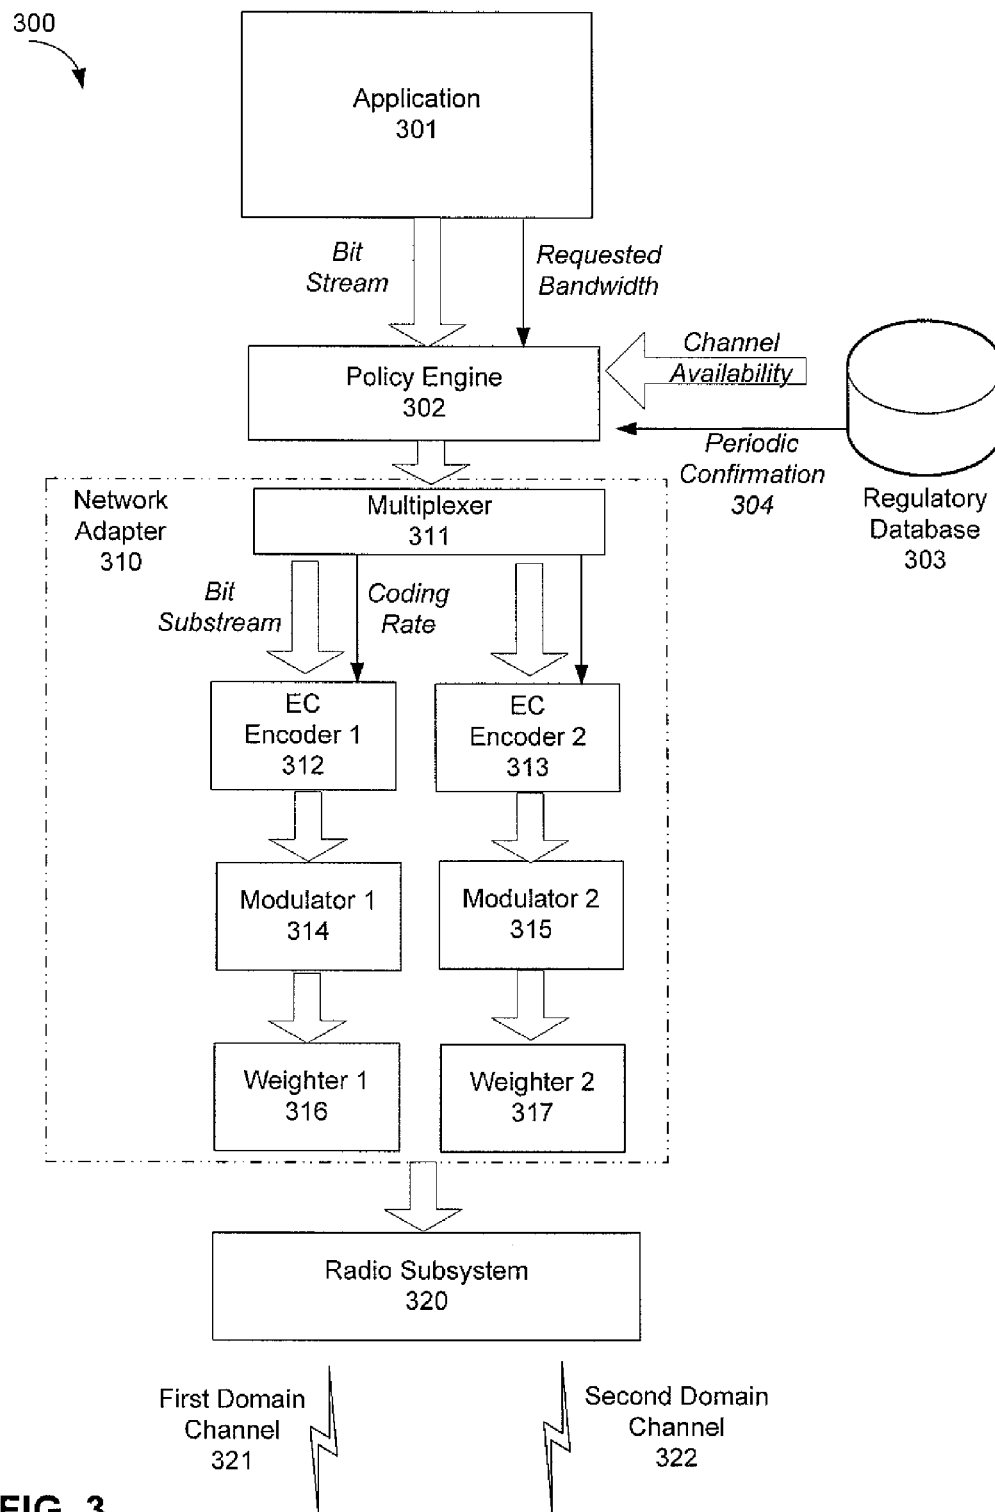 300
Application
301
Bit
Stream
Requested
Bandwidth
Channel
Availability
Policy Engine
302
Periodic
Confirmation
304
Regulatory
Database
303
Network
Adapter
310
Multiplexer
311
Bit
Substream
Coding
Rate
EC
Encoder 1
312
EC
Encoder 2
313
Modulator 1
314
Modulator 2
315
Weighter 1
316
Weighter 2
317
Radio Subsystem
320
First Domain
Channel
321
Second Domain
Channel
322
FIG. 3